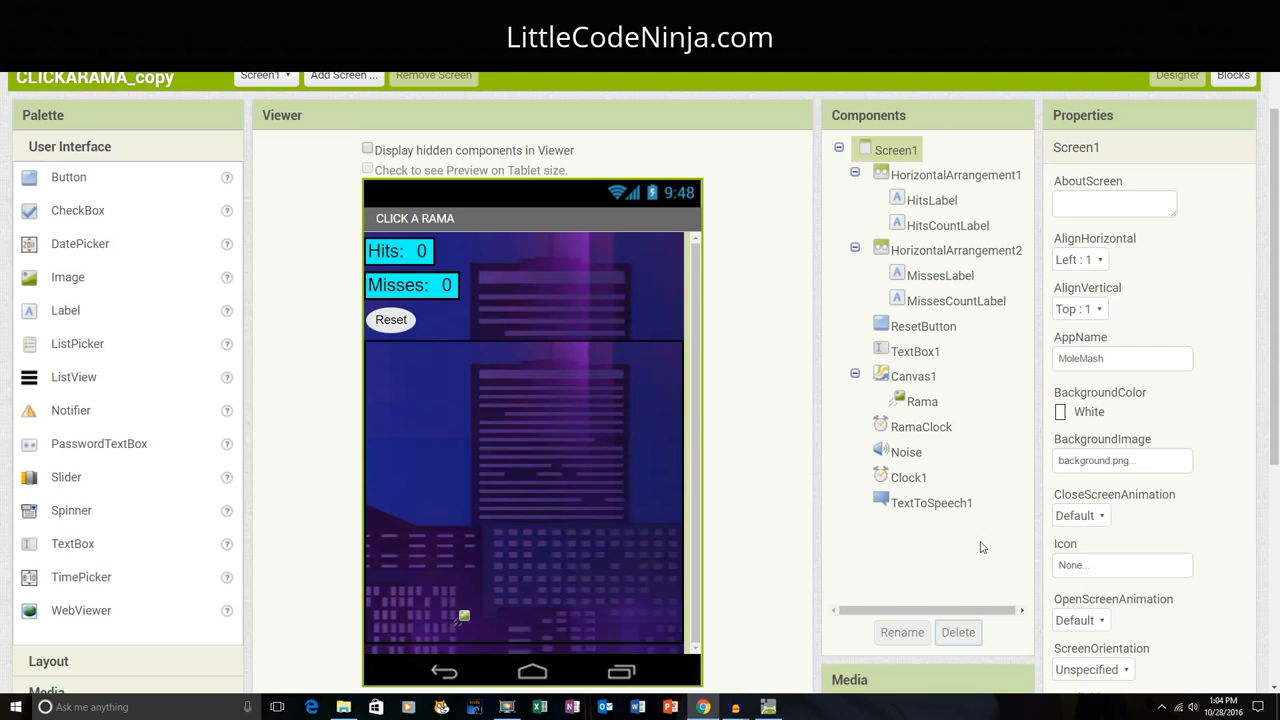 LittleCodeNinja.com
CLICKARAMA_copy
Screen1
Add Screen ...
Remove Screen
Designer
Blocks
Palette
User Interface
Button
?
CheckBox
?
DatePicker
?
Image
?
Label
?
ListPicker
?
ListView
?
Notifier
?
PasswordTextBox
?
Slider
?
Spinner
?
TextBox
?
TimePicker
?
WebViewer
?
Layout
Media
Viewer
Display hidden components in Viewer
Check to see Preview on Tablet size.
9:48
CLICK A RAMA
Hits: 0
Misses: 0
Reset
Components
Screen1
HorizontalArrangement1
HitsLabel
HitsCountLabel
HorizontalArrangement2
MissesLabel
MissesCountLabel
ResetButton
TextBox1
Canvas1
Rama
RamaClock
Noise
Clock1
TextToSpeech1
Rename
Delete
Media
Properties
Screen1
AboutScreen
AlignHorizontal
Left : 1
AlignVertical
Top : 1
AppName
MoleMash
BackgroundColor
White
BackgroundImage
background.png...
CloseScreenAnimation
Default
Icon
None...
OpenScreenAnimation
Default
ScreenOrientation
Unspecified
Ask me anything
1:04 PM
10/28/2016